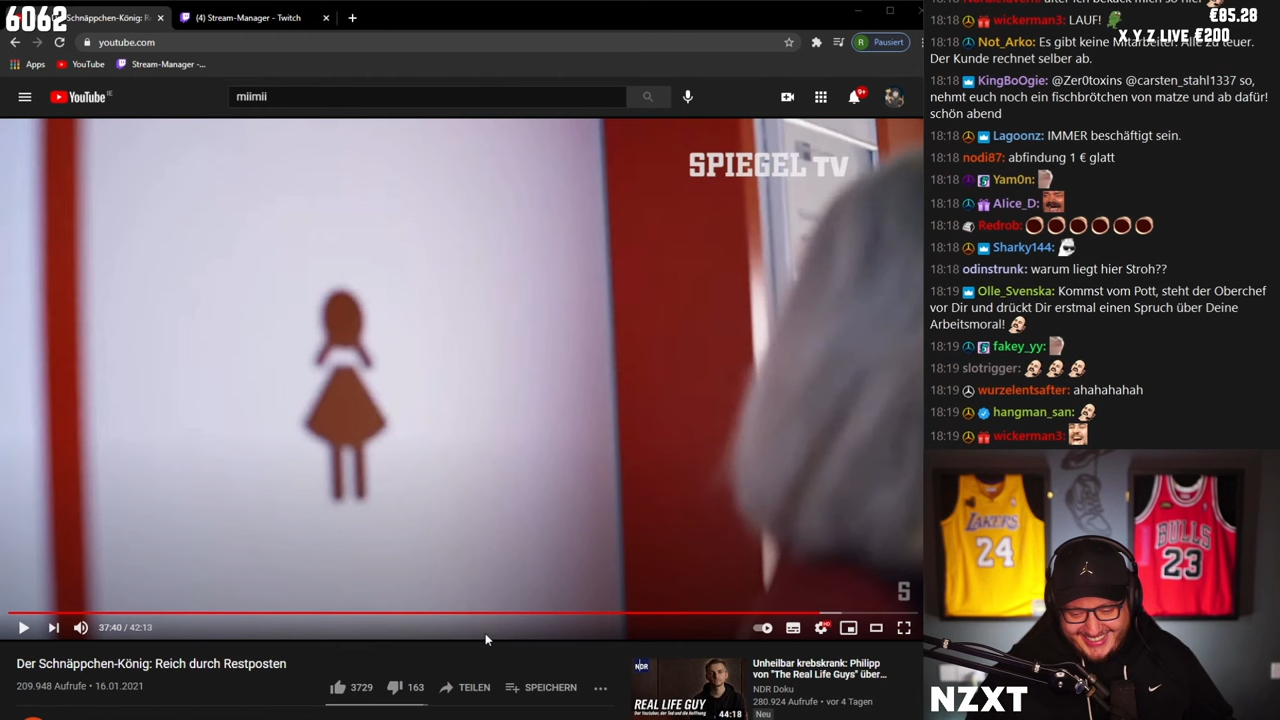 6062
Schnäppchen-König: R
(4) Stream-Manager - Twitch
youtube.com
Pausiert
Apps
YouTube
Stream-Manager -...
YouTube IE
miimii
9+
SPIEGEL TV
S
37:40 / 42:13
HD
Der Schnäppchen-König: Reich durch Restposten
209.948 Aufrufe • 16.01.2021
3729
163
TEILEN
SPEICHERN
NDR
REAL LIFE GUY
44:18
Unheilbar krebskrank: Philipp
von "The Real Life Guys" über...
NDR Doku
280.924 Aufrufe • vor 4 Tagen
Neu
€85.28
X Y Z LIVE €200
18:18 wickerman3: LAUF!
18:18 Not_Arko: Es gibt keine Mitarbeiter. Alle zu teuer.
Der Kunde rechnet selber ab.
18:18 KingBoOgie: @Zer0toxins @carsten_stahl1337 so,
nehmt euch noch ein fischbrötchen von matze und ab dafür!
schön abend
18:18 Lagoonz: IMMER beschäftigt sein.
18:18 nodi87: abfindung 1 € glatt
18:18 Yam0n:
18:18 Alice_D:
18:18 Redrob:
18:18 Sharky144:
18:18 odinstrunk: warum liegt hier Stroh??
18:19 Olle_Svenska: Kommst vom Pott, steht der Oberchef
vor Dir und drückt Dir erstmal einen Spruch über Deine
Arbeitsmoral!
18:19 fakey_yy:
18:19 slotrigger:
18:19 wurzelentsafter: ahahahahah
18:19 hangman_san:
18:19 wickerman3:
LAKERS
24
BULLS
23
NZXT